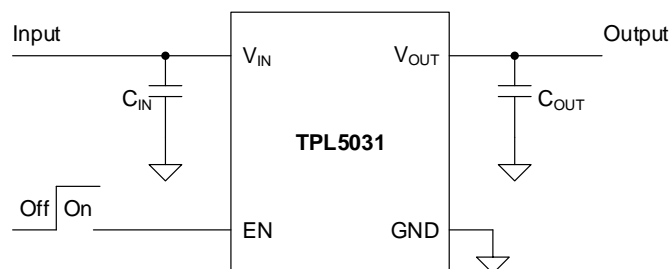 Input
Output
V_IN
V_OUT
C_IN
C_OUT
TPL5031
Off
On
EN
GND